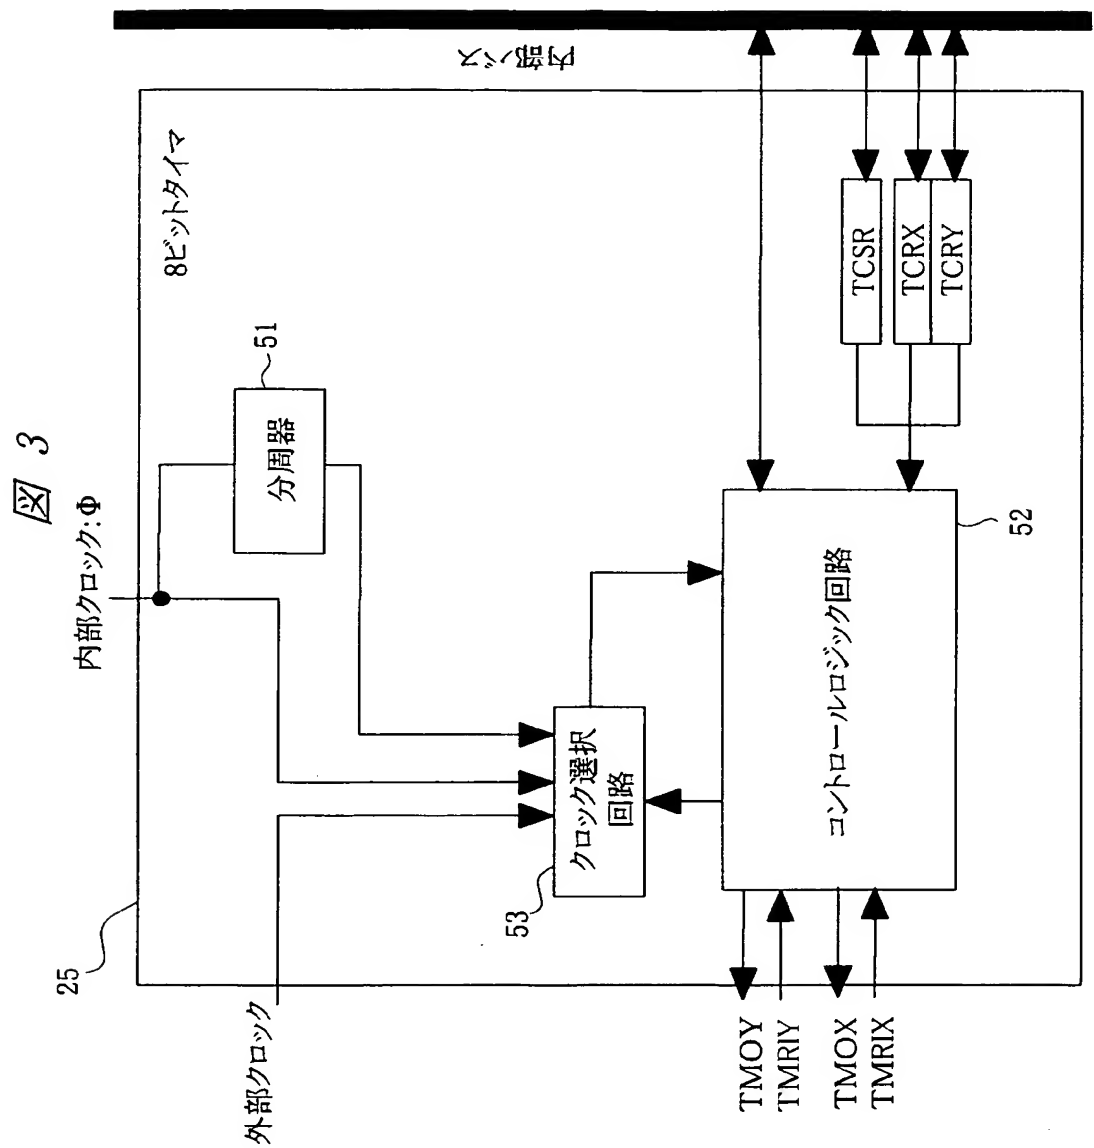 図 3
内部クロック:Φ
外部クロック
25
8ビットタイマ
51
分周器
53
クロック選択
回路
52
コントロールロジック回路
TMOY
TMRIY
TMOX
TMRIX
TCSR
TCRX
TCRY
内部バス